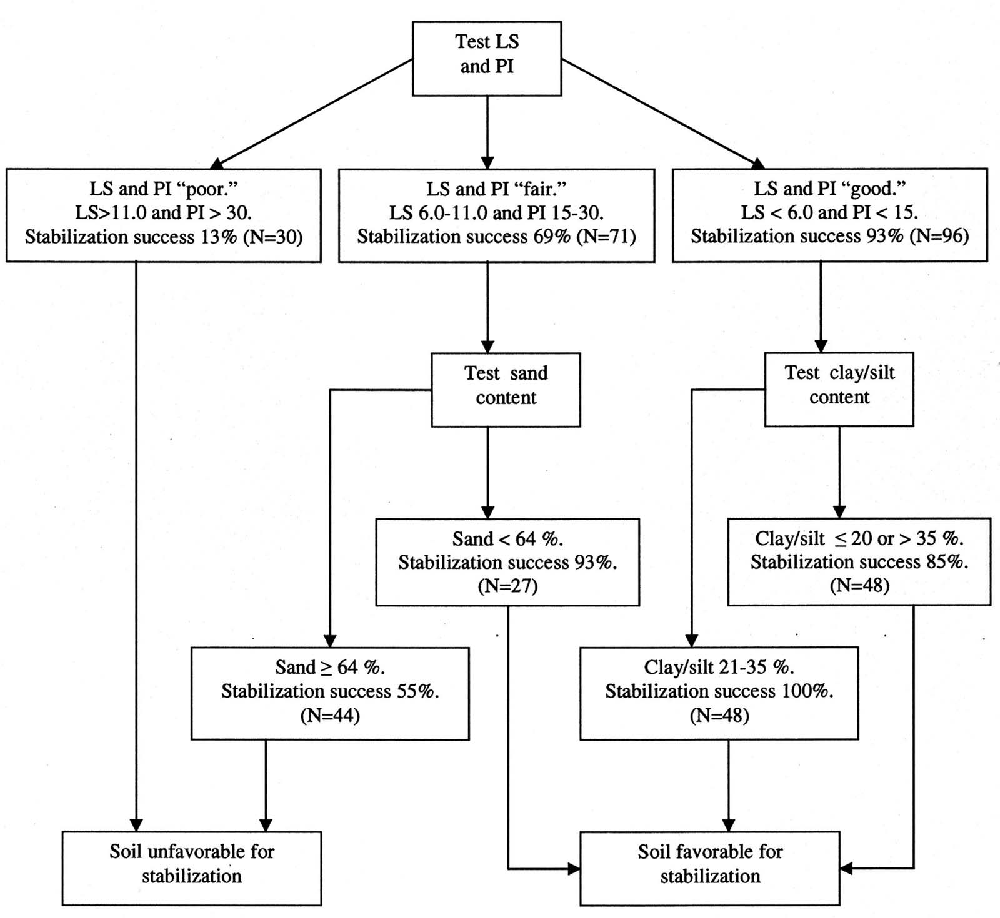 Test LS
and PI
LS and PI “poor.”
LS>11.0 and PI > 30.
Stabilization success 13% (N=30)
LS and PI “fair.”
LS 6.0-11.0 and PI 15-30.
Stabilization success 69% (N=71)
LS and PI “good.”
LS < 6.0 and PI < 15.
Stabilization success 93% (N=96)
Test sand
content
Test clay/silt
content
Sand < 64 %.
Stabilization success 93%.
(N=27)
Clay/silt ≤ 20 or > 35 %.
Stabilization success 85%.
(N=48)
Sand ≥ 64 %.
Stabilization success 55%.
(N=44)
Clay/silt 21-35 %.
Stabilization success 100%.
(N=48)
Soil unfavorable for
stabilization
Soil favorable for
stabilization